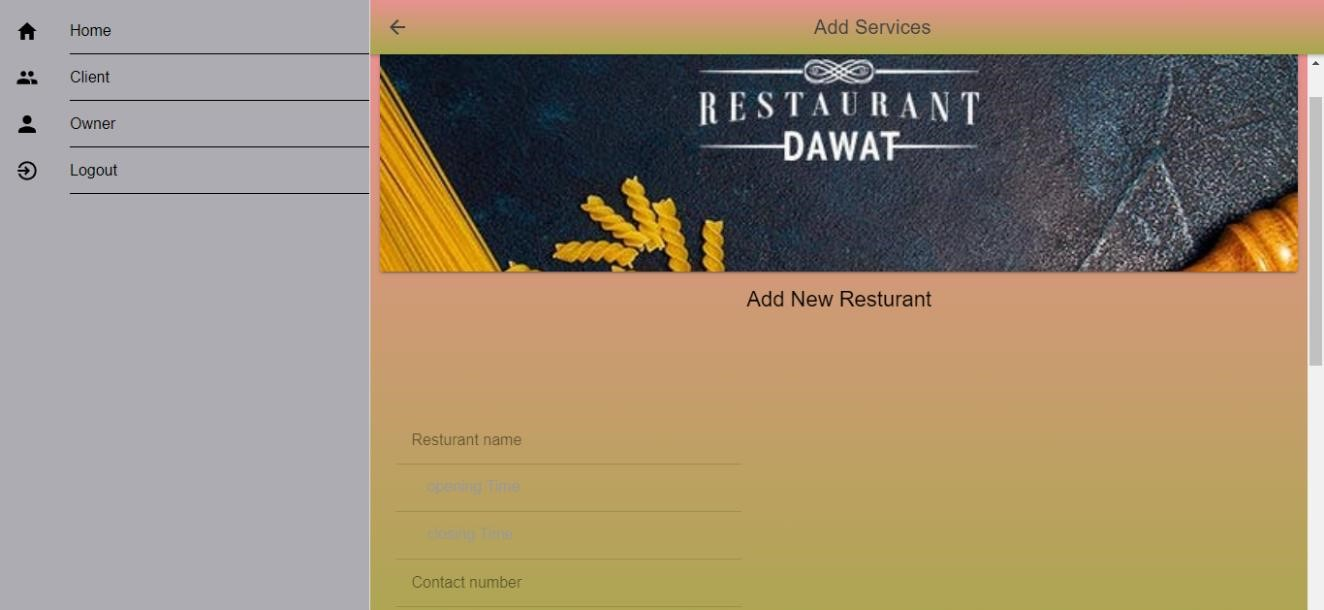 Home
Client
Owner
Logout
Add Services
RESTAURANT
DAWAT
Add New Resturant
Resturant name
opening Time
closing Time
Contact number